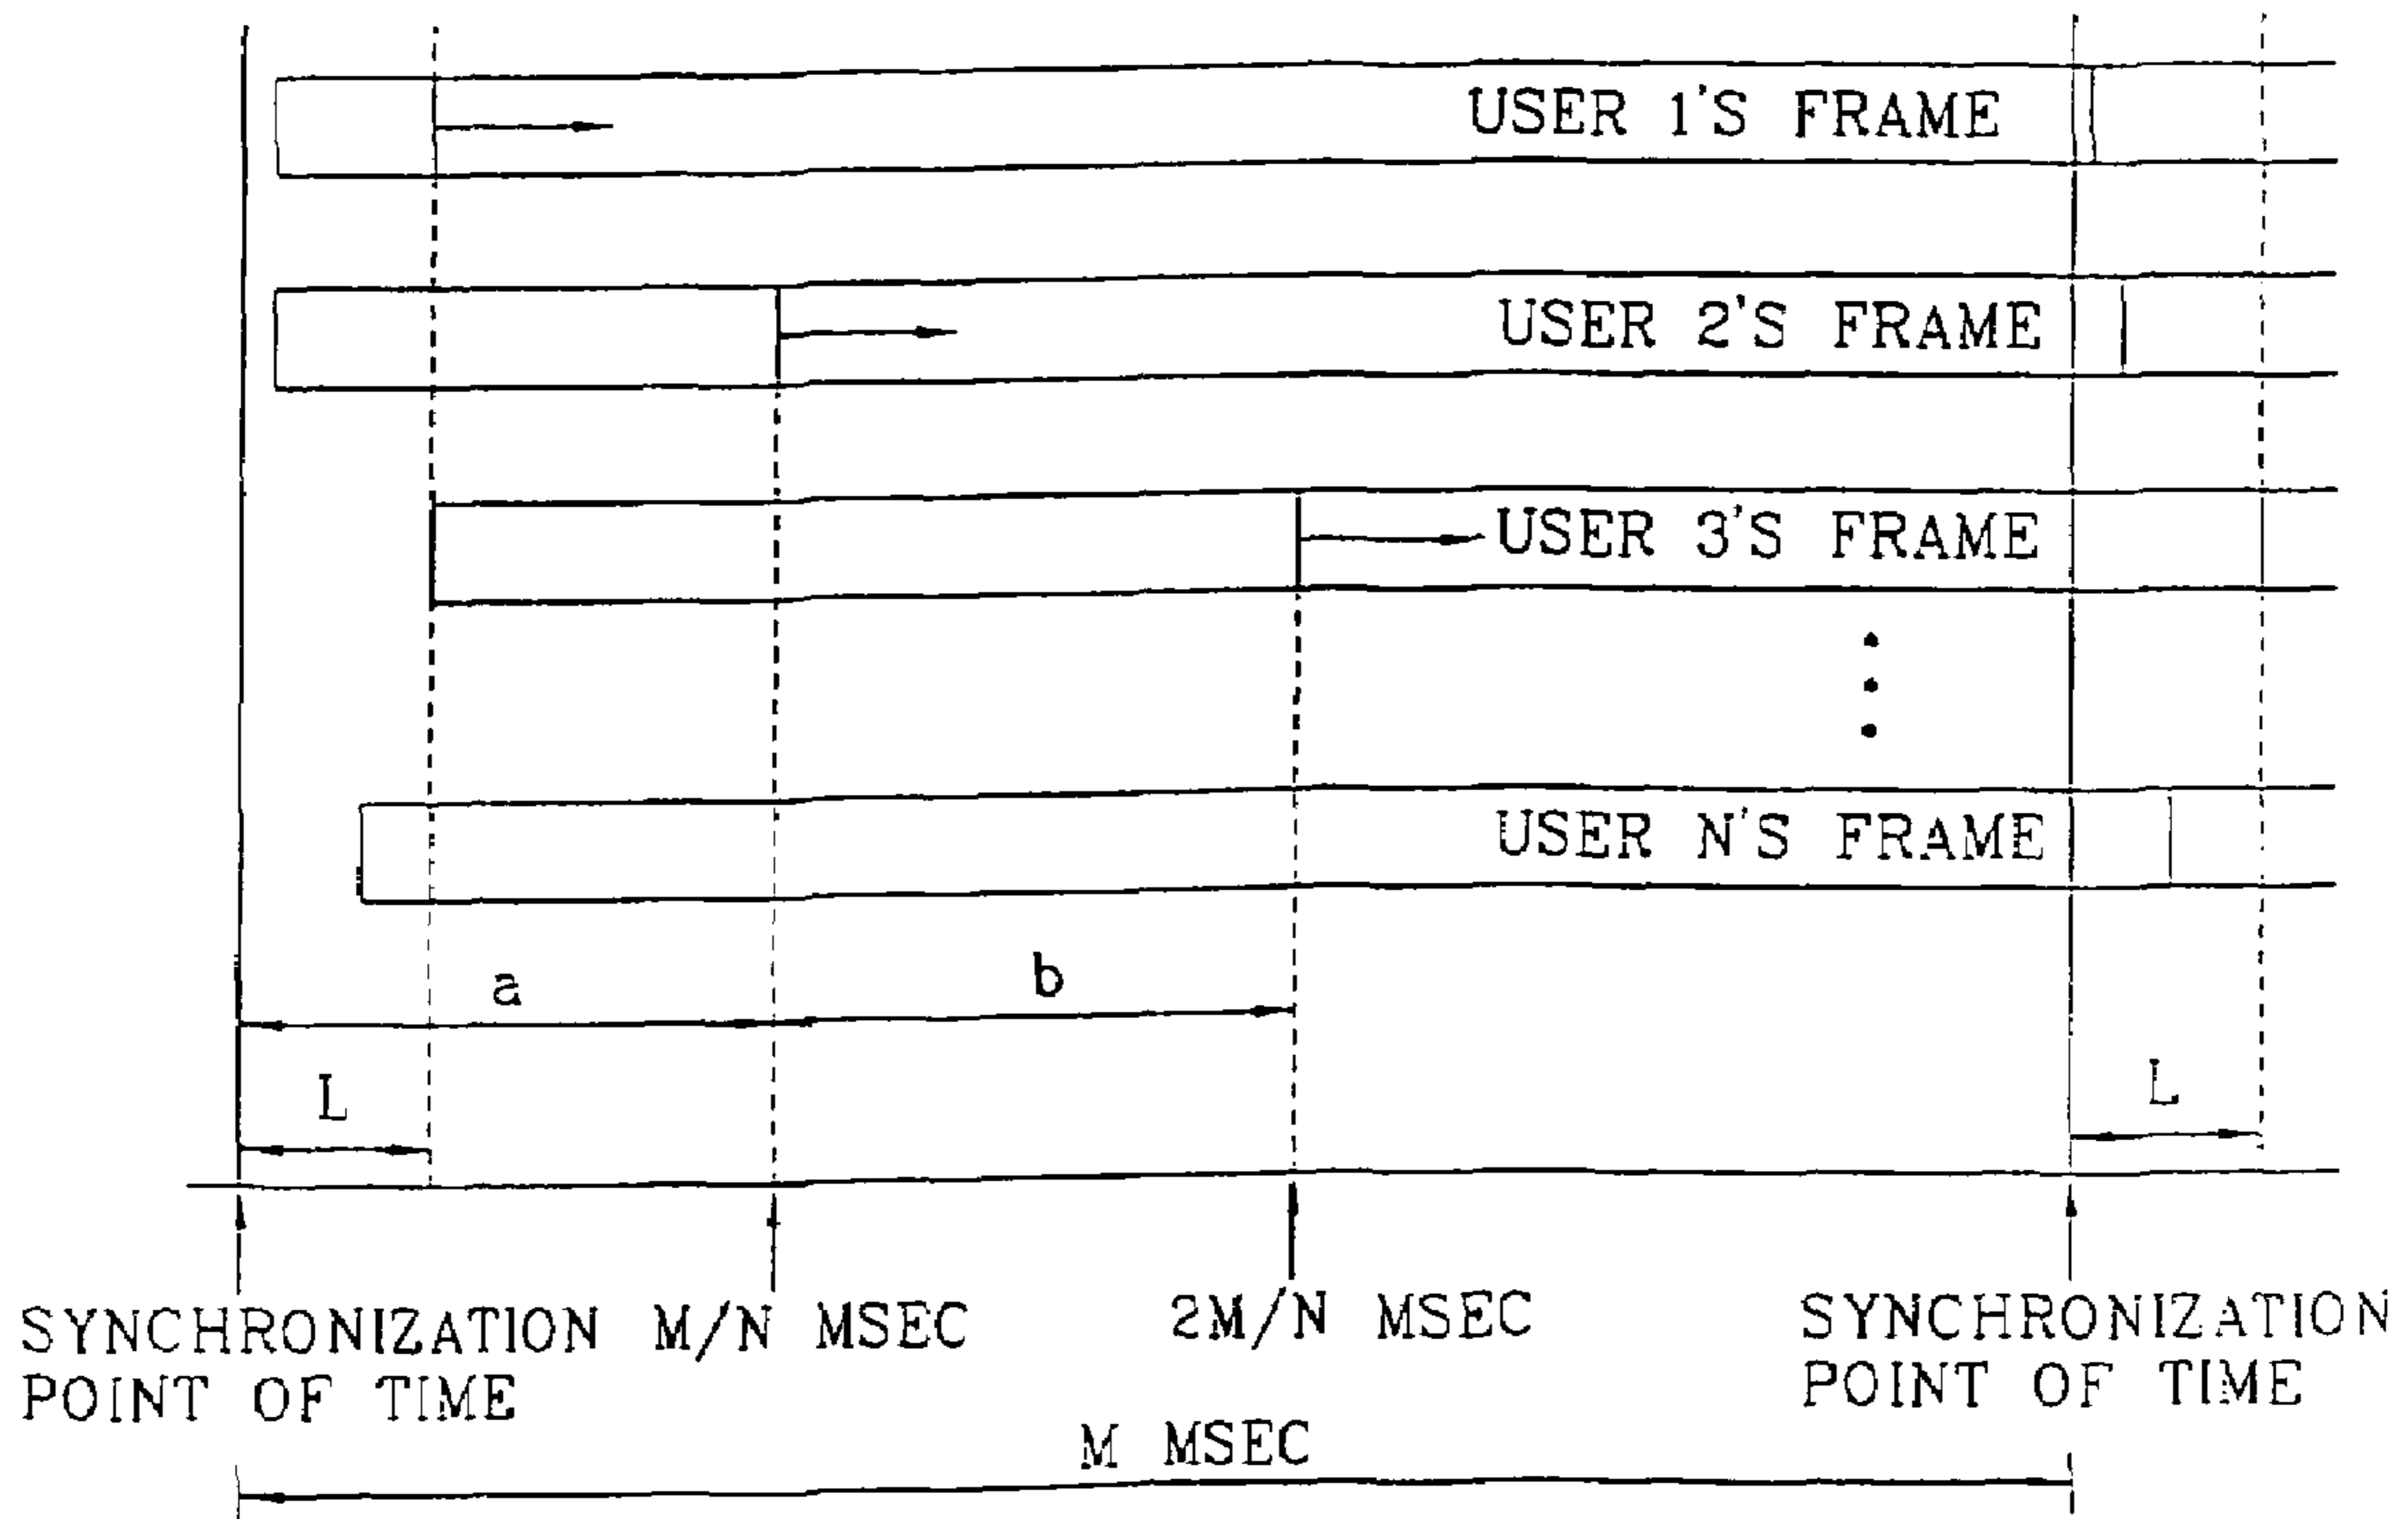 USER 1'S FRAME
USER 2'S FRAME
USER 3'S FRAME
USER N'S FRAME
a
b
L
L
SYNCHRONIZATION
POINT OF TIME
M/N MSEC
2M/N MSEC
SYNCHRONIZATION
POINT OF TIME
M MSEC